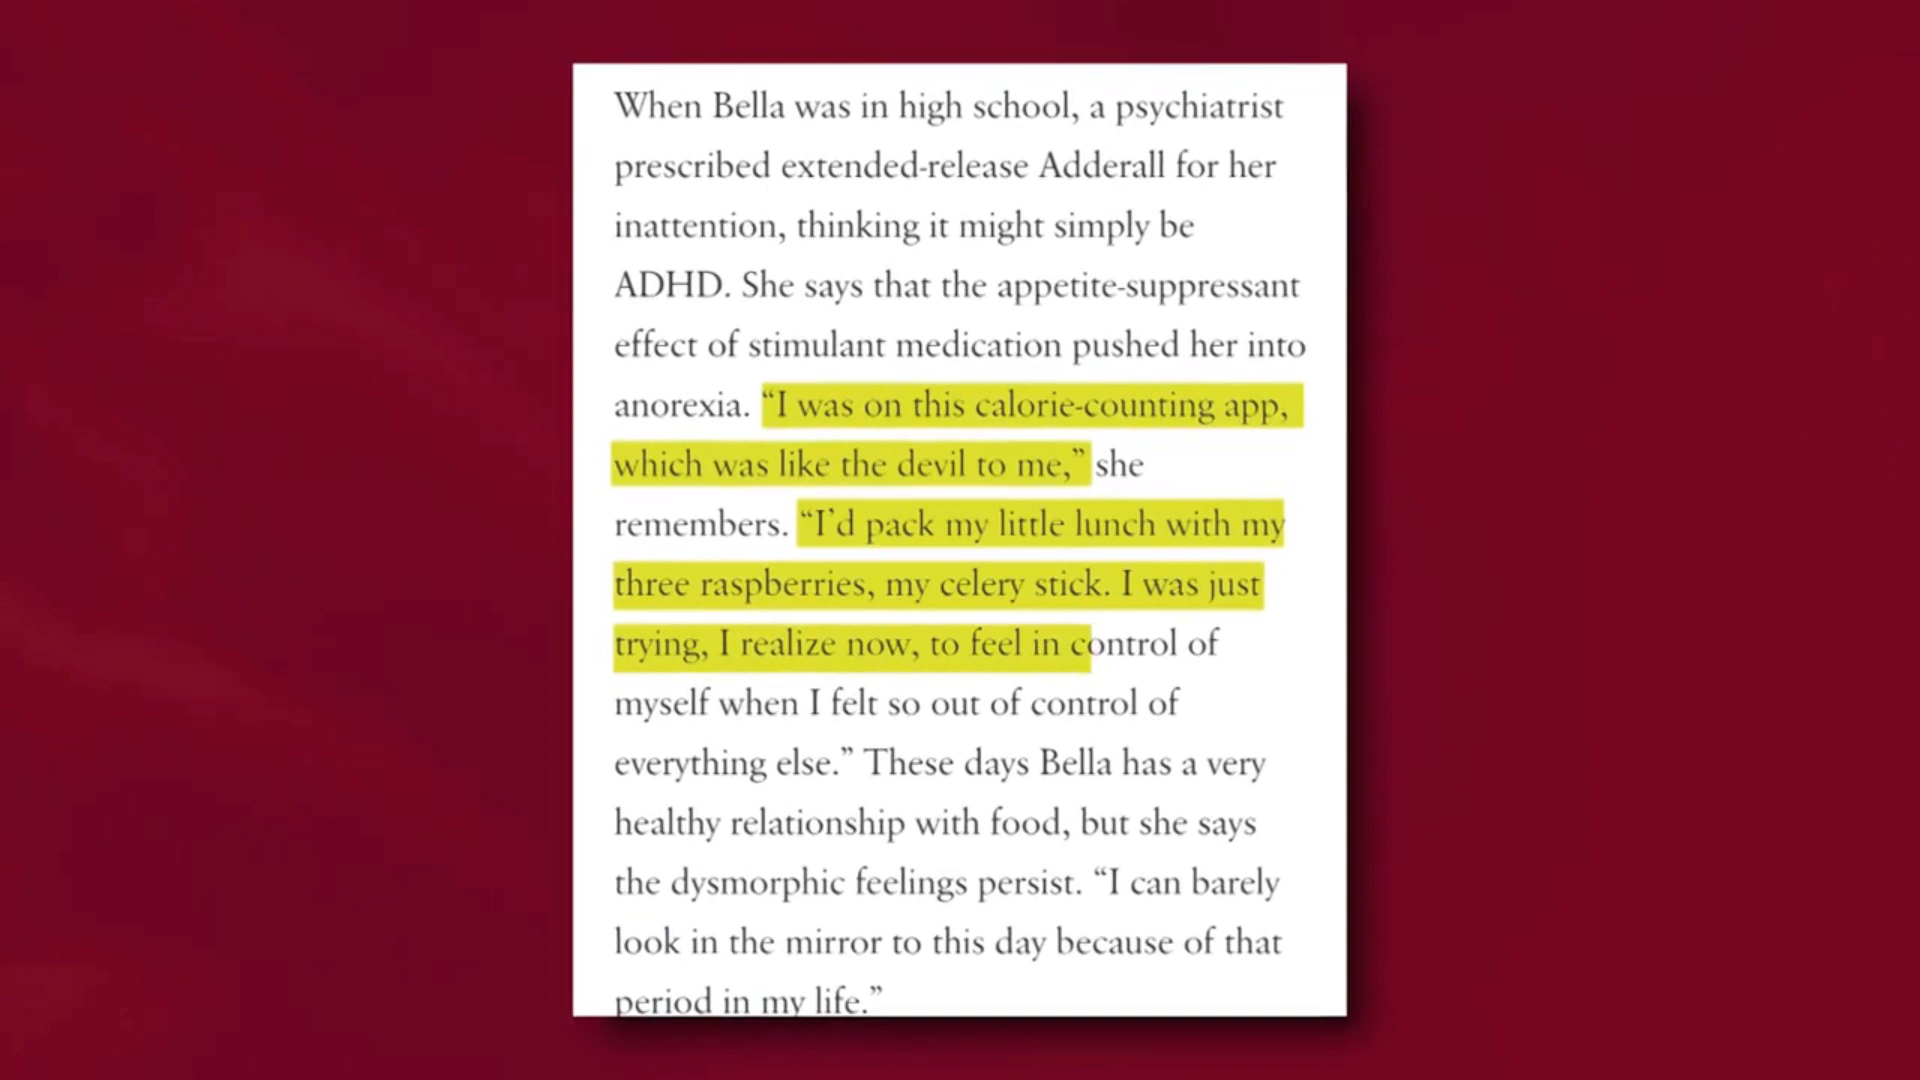 When Bella was in high school, a psychiatrist
prescribed extended-release Adderall for her
inattention, thinking it might simply be
ADHD. She says that the appetite-suppressant
effect of stimulant medication pushed her into
anorexia. “I was on this calorie-counting app,
which was like the devil to me,” she
remembers. “I’d pack my little lunch with my
three raspberries, my celery stick. I was just
trying, I realize now, to feel in control of
myself when I felt so out of control of
everything else.” These days Bella has a very
healthy relationship with food, but she says
the dysmorphic feelings persist. “I can barely
look in the mirror to this day because of that
period in my life.”